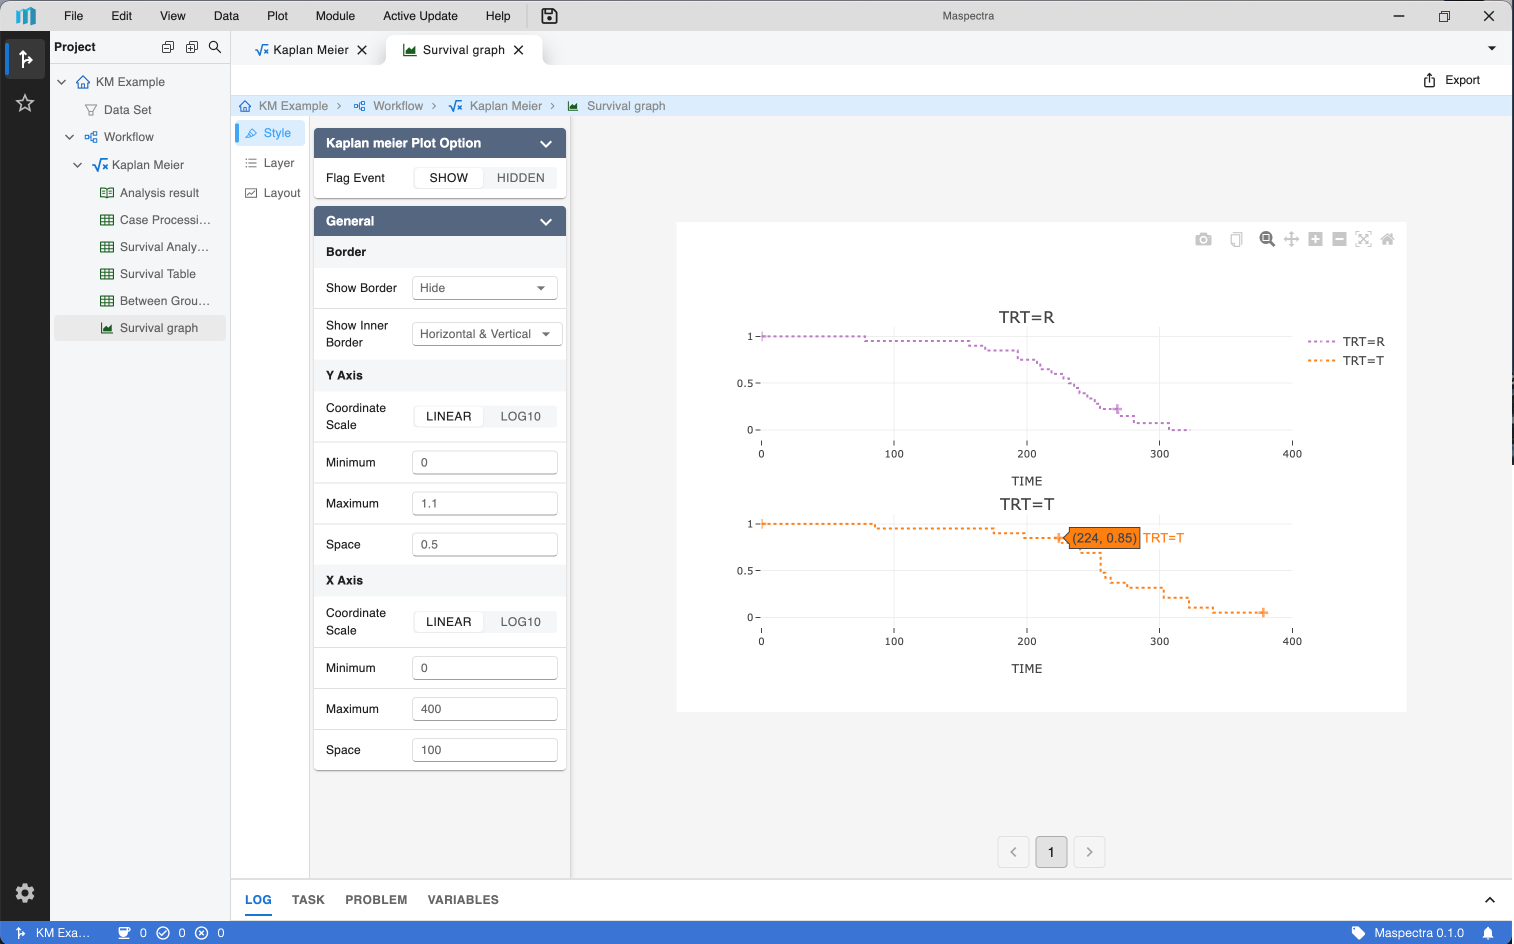 File Edit View Data Plot Module Active Update Help Maspectra
Project
Kaplan Meier Survival graph
Export
KM Example
Data Set
Workflow
Kaplan Meier
Analysis result
Case Processi...
Survival Analy...
Survival Table
Between Grou...
Survival graph
KM Example > Workflow > Kaplan Meier > Survival graph
Style
Layer
Layout
Kaplan meier Plot Option
Flag Event SHOW HIDDEN
General
Border
Show Border Hide
Show Inner
Border
Horizontal & Vertical
Y Axis
Coordinate
Scale
LINEAR LOG10
Minimum 0
Maximum 1.1
Space 0.5
X Axis
Coordinate
Scale
LINEAR LOG10
Minimum 0
Maximum 400
Space 100
TRT=R
1
0.5
0
0 100 200 300 400
TIME
TRT=R
TRT=T
TRT=T
1
(224, 0.85) TRT=T
0.5
0
0 100 200 300 400
TIME
1
LOG TASK PROBLEM VARIABLES
KM Exa... 0 0 0 Maspectra 0.1.0